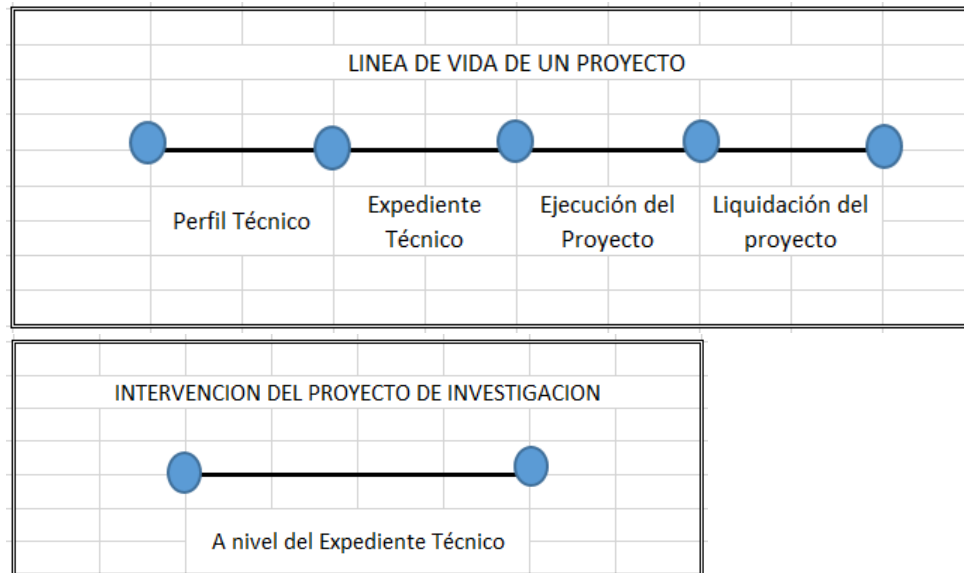 LINEA DE VIDA DE UN PROYECTO
Perfil Técnico
Expediente
Técnico
Ejecución del
Proyecto
Liquidación del
proyecto
INTERVENCION DEL PROYECTO DE INVESTIGACION
A nivel del Expediente Técnico